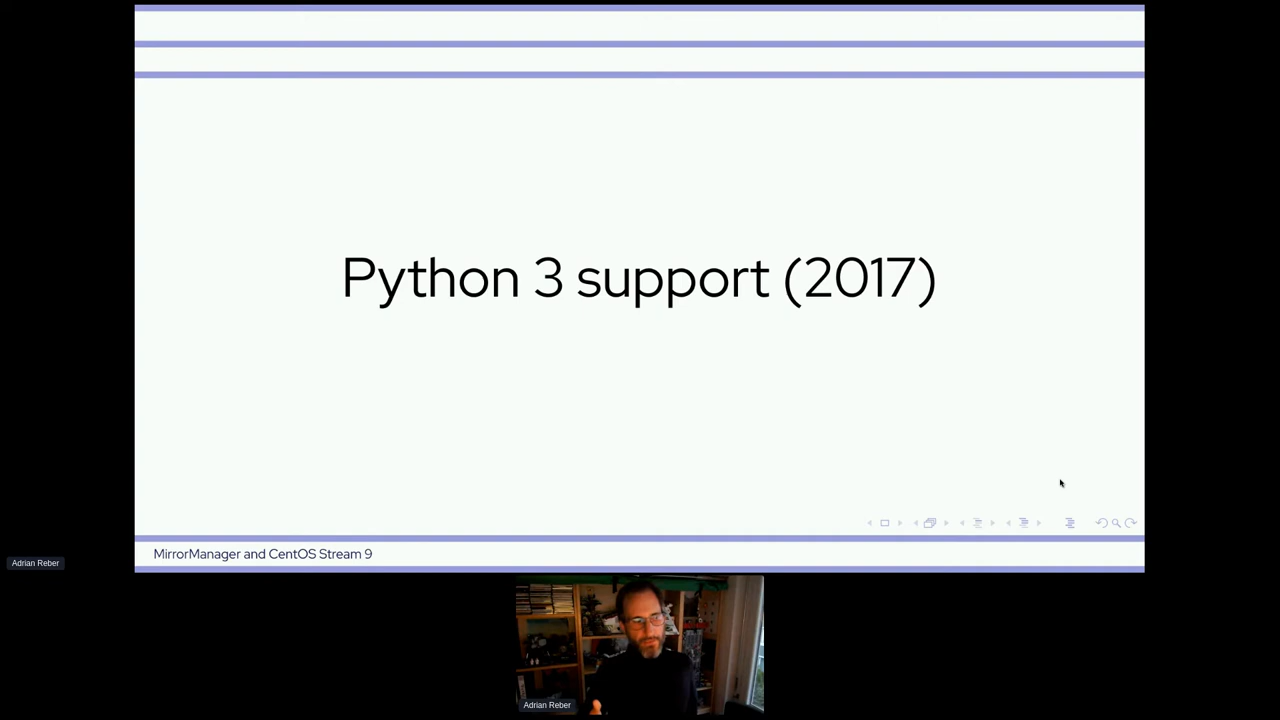 Python 3 support (2017)
MirrorManager and CentOS Stream 9
Adrian Reber
Adrian Reber